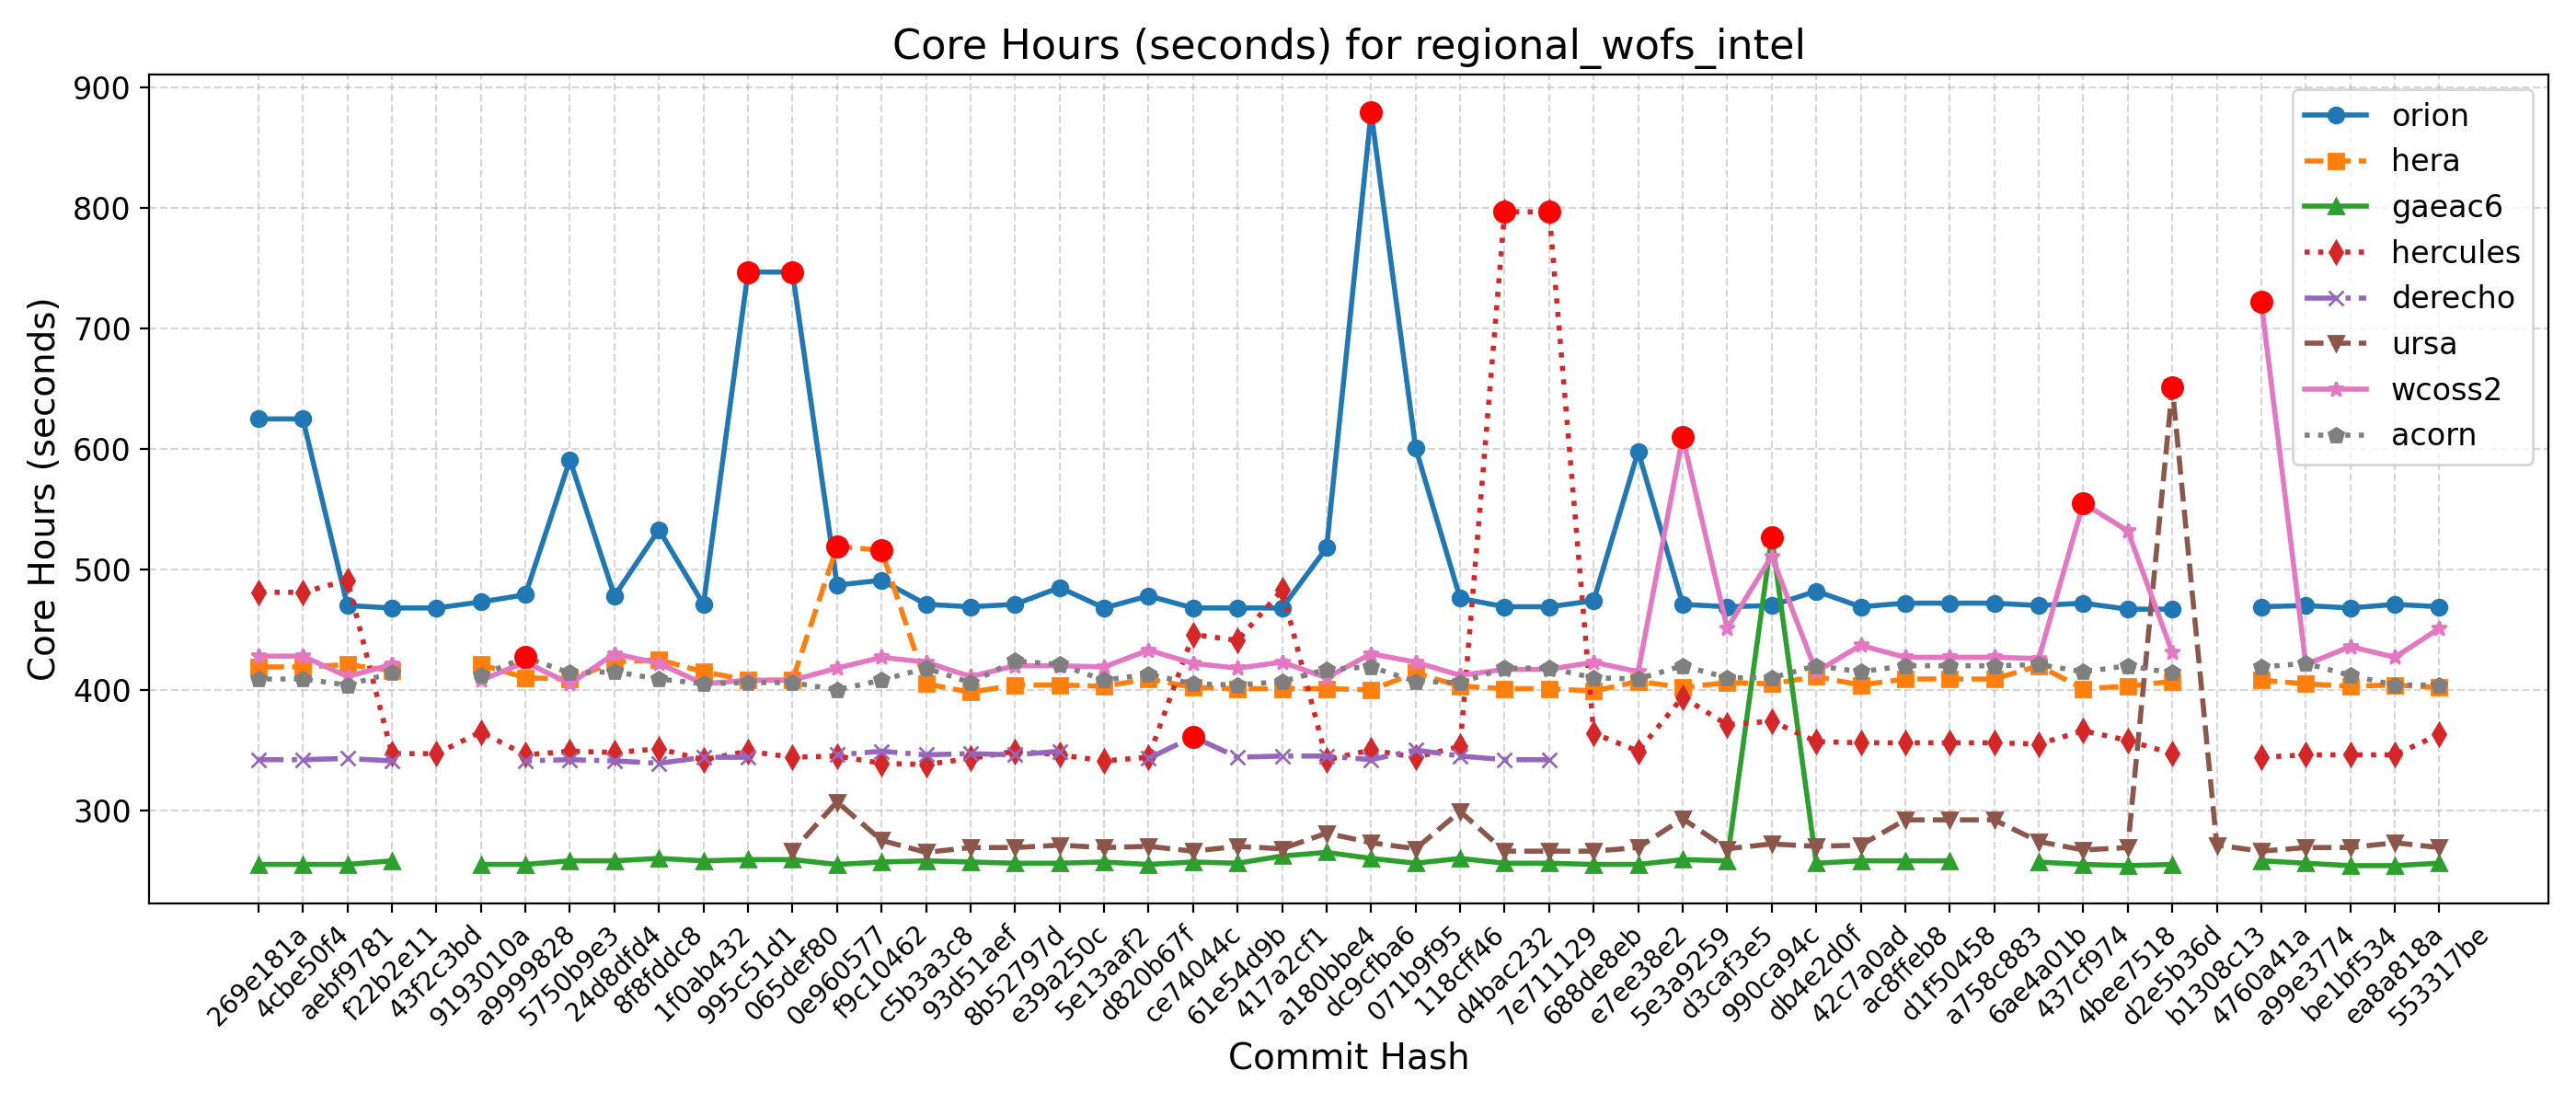 Core Hours (seconds) for regional_wofs_intel
Core Hours (seconds)
900
800
700
600
500
400
300
orion
hera
gaeac6
hercules
derecho
ursa
wcoss2
acorn
269e181a
4cbe50f4
aebf9781
f22b2e11
43f2c3bd
9193010a
a9999828
5750b9e3
24d8dfd4
8f8fddc8
1f0ab432
995c51d1
065def80
0e960577
f9c10462
c5b3a3c8
93d51aef
8b52797d
e39a250c
5e13aaf2
d820b67f
ce74044c
61e54d9b
417a2cf1
a180bbe4
dc9cfba6
071b9f95
118cff46
d4bac232
7e711129
688de8eb
e7ee38e2
5e3a9259
d3caf3e5
990ca94c
db4e2d0f
42c7a0ad
ac8ffeb8
d1f50458
a758c883
6ae4a01b
437cf974
4bee7518
d2e5b36d
b1308c13
4760a41a
a99e3774
be1bf534
ea8a818a
553317be
Commit Hash